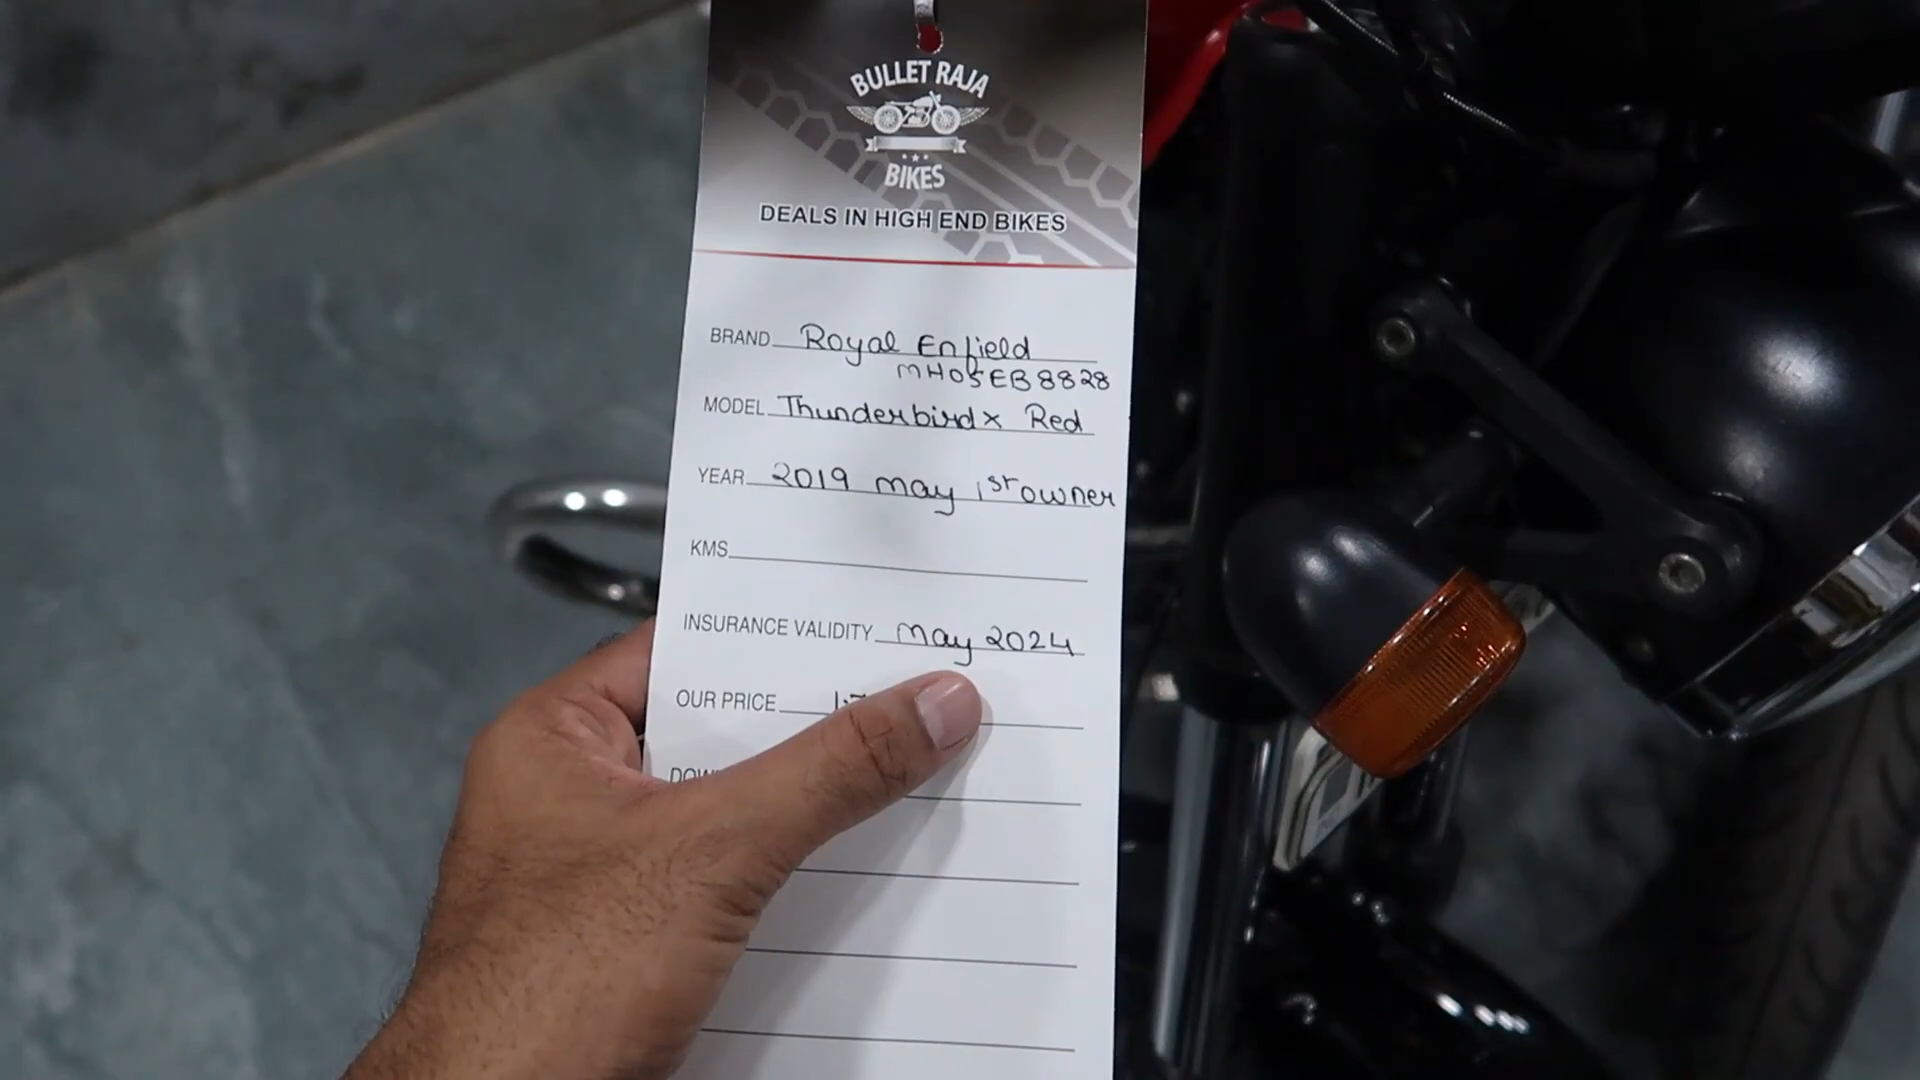 BULLET RAJA
BIKES
DEALS IN HIGH END BIKES
BRAND Royal Enfield
MH05EB8828
MODEL Thunderbird x Red
YEAR 2019 may 1st owner
KMS
INSURANCE VALIDITY may 2024
OUR PRICE